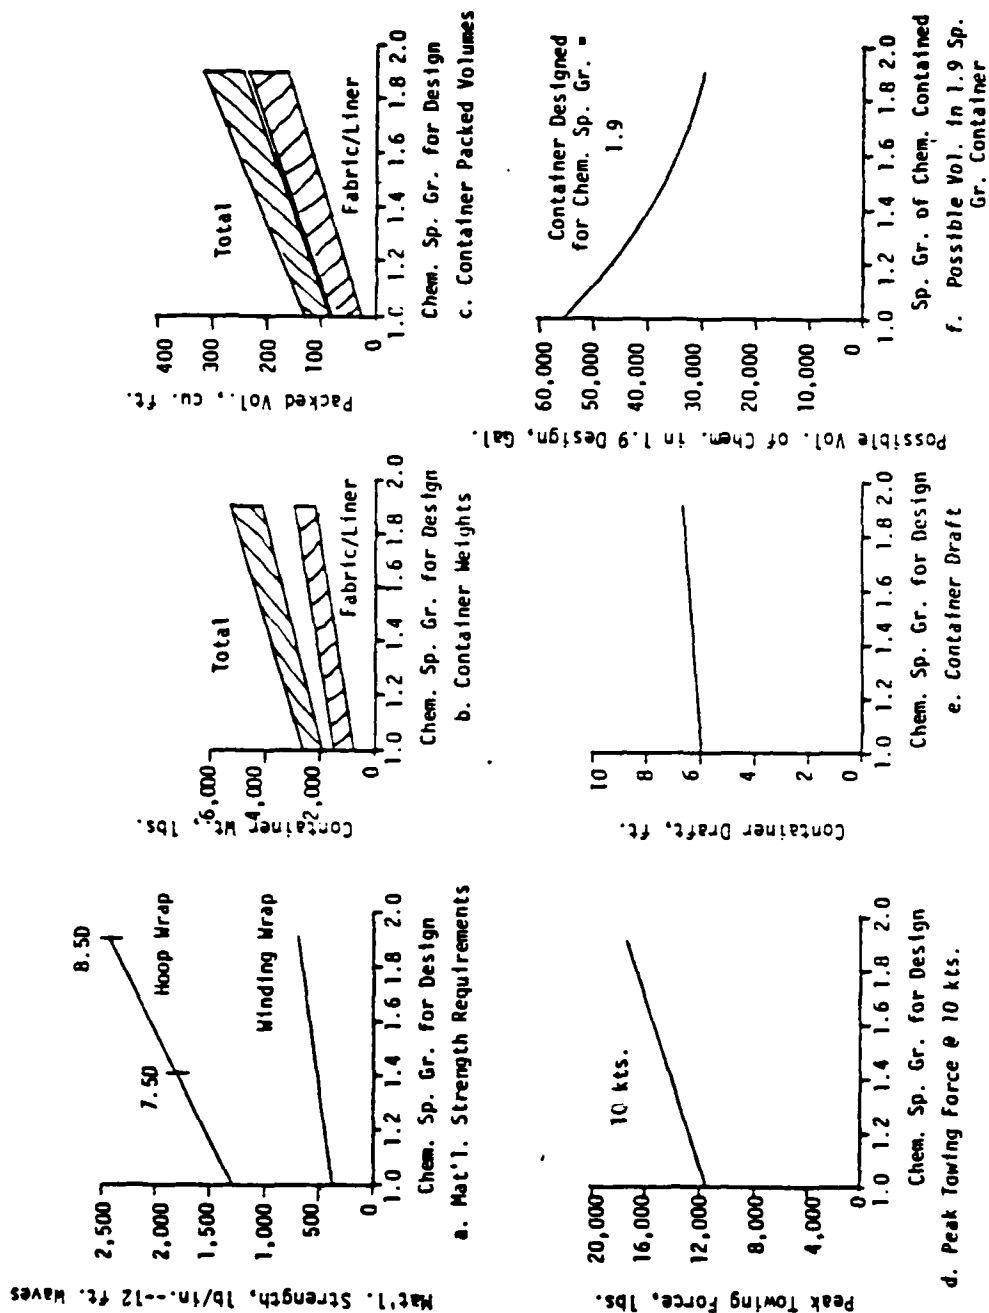 Mat'l. Strength, lb/in.--12 ft. Waves
2,500
2,000
1,500
1,000
500
0
8.5D
7.5D
Hoop Wrap
Winding Wrap
1.0 1.2 1.4 1.6 1.8 2.0
Chem. Sp. Gr. for Design
a. Mat'l. Strength Requirements
Container Wt., lbs.
6,000
4,000
2,000
0
Total
Fabric/Liner
1.0 1.2 1.4 1.6 1.8 2.0
Chem. Sp. Gr. for Design
b. Container Weights
Packed Vol., cu. ft.
400
300
200
100
0
Total
Fabric/Liner
1.0 1.2 1.4 1.6 1.8 2.0
Chem. Sp. Gr. for Design
c. Container Packed Volumes
Peak Towing Force, lbs.
20,000
16,000
12,000
8,000
4,000
0
10 kts.
1.0 1.2 1.4 1.6 1.8 2.0
Chem. Sp. Gr. for Design
d. Peak Towing Force @ 10 kts.
Container Draft, ft.
10
8
6
4
2
0
1.0 1.2 1.4 1.6 1.8 2.0
Chem. Sp. Gr. for Design
e. Container Draft
Possible Vol. of Chem. in 1.9 Design, Gal.
60,000
50,000
40,000
30,000
20,000
10,000
0
Container Designed
for Chem. Sp. Gr. =
1.9
1.0 1.2 1.4 1.6 1.8 2.0
Sp. Gr. of Chem. Contained
f. Possible Vol. in 1.9 Sp.
Gr. Container